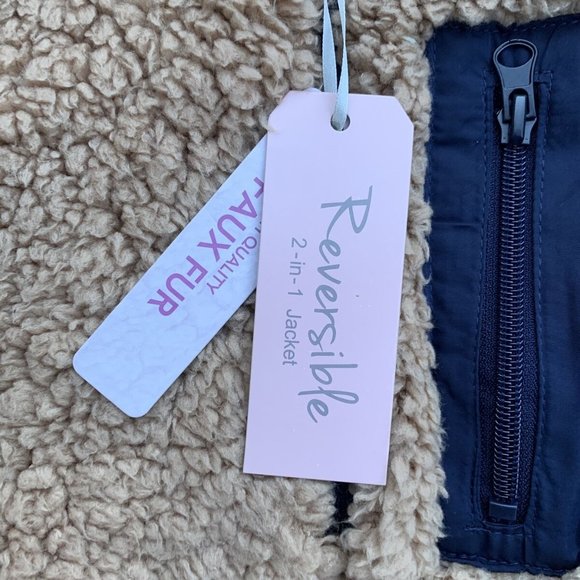 Reversible
2-in-1 Jacket
QUALITY
FAUX FUR